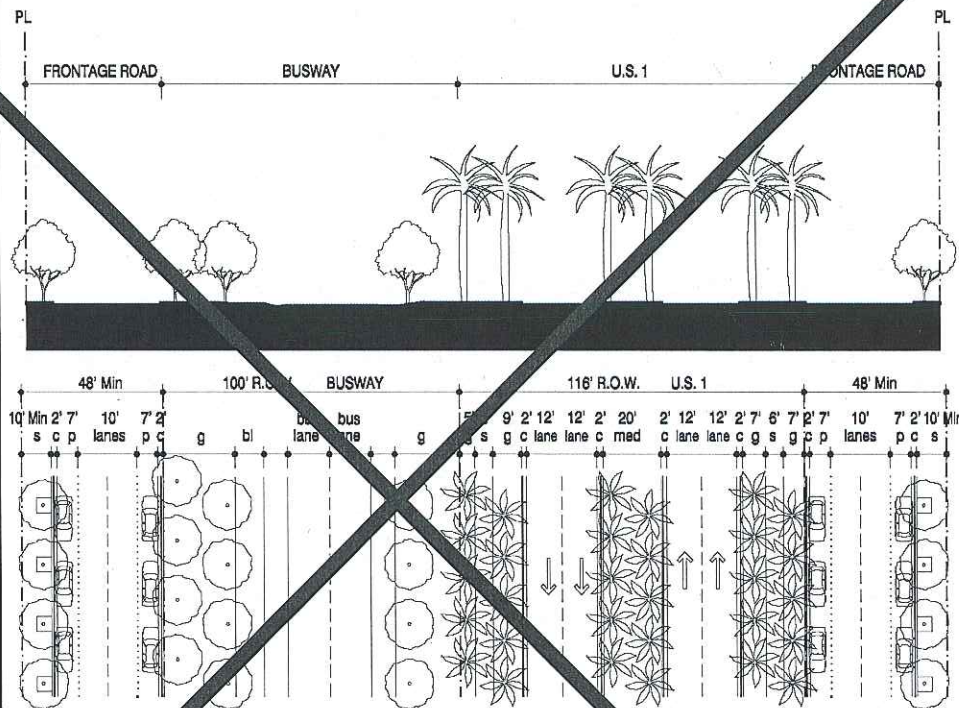 PL PL
FRONTAGE ROAD BUSWAY U.S. 1 ONTAGE ROAD
48' Min 100' R.O. BUSWAY 116' R.O.W. U.S. 1 48' Min
10' Min 2' 7' 10' 7' 2' bus 9' 2' 12' 12' 2' 20' 2' 12' 12' 2' 7' 6' 7' 2' 7' 10' 7' 2' 10' Min
s c p lanes p c g bl lane g s g c lane lane c med c lane lane c g s g c p lanes p c s